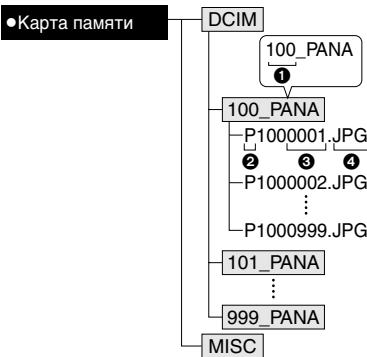 ●Карта памяти
DCIM
100_PANA
❶
100_PANA
P1000001.JPG
❷ ❸ ❹
P1000002.JPG
P1000999.JPG
101_PANA
999_PANA
MISC